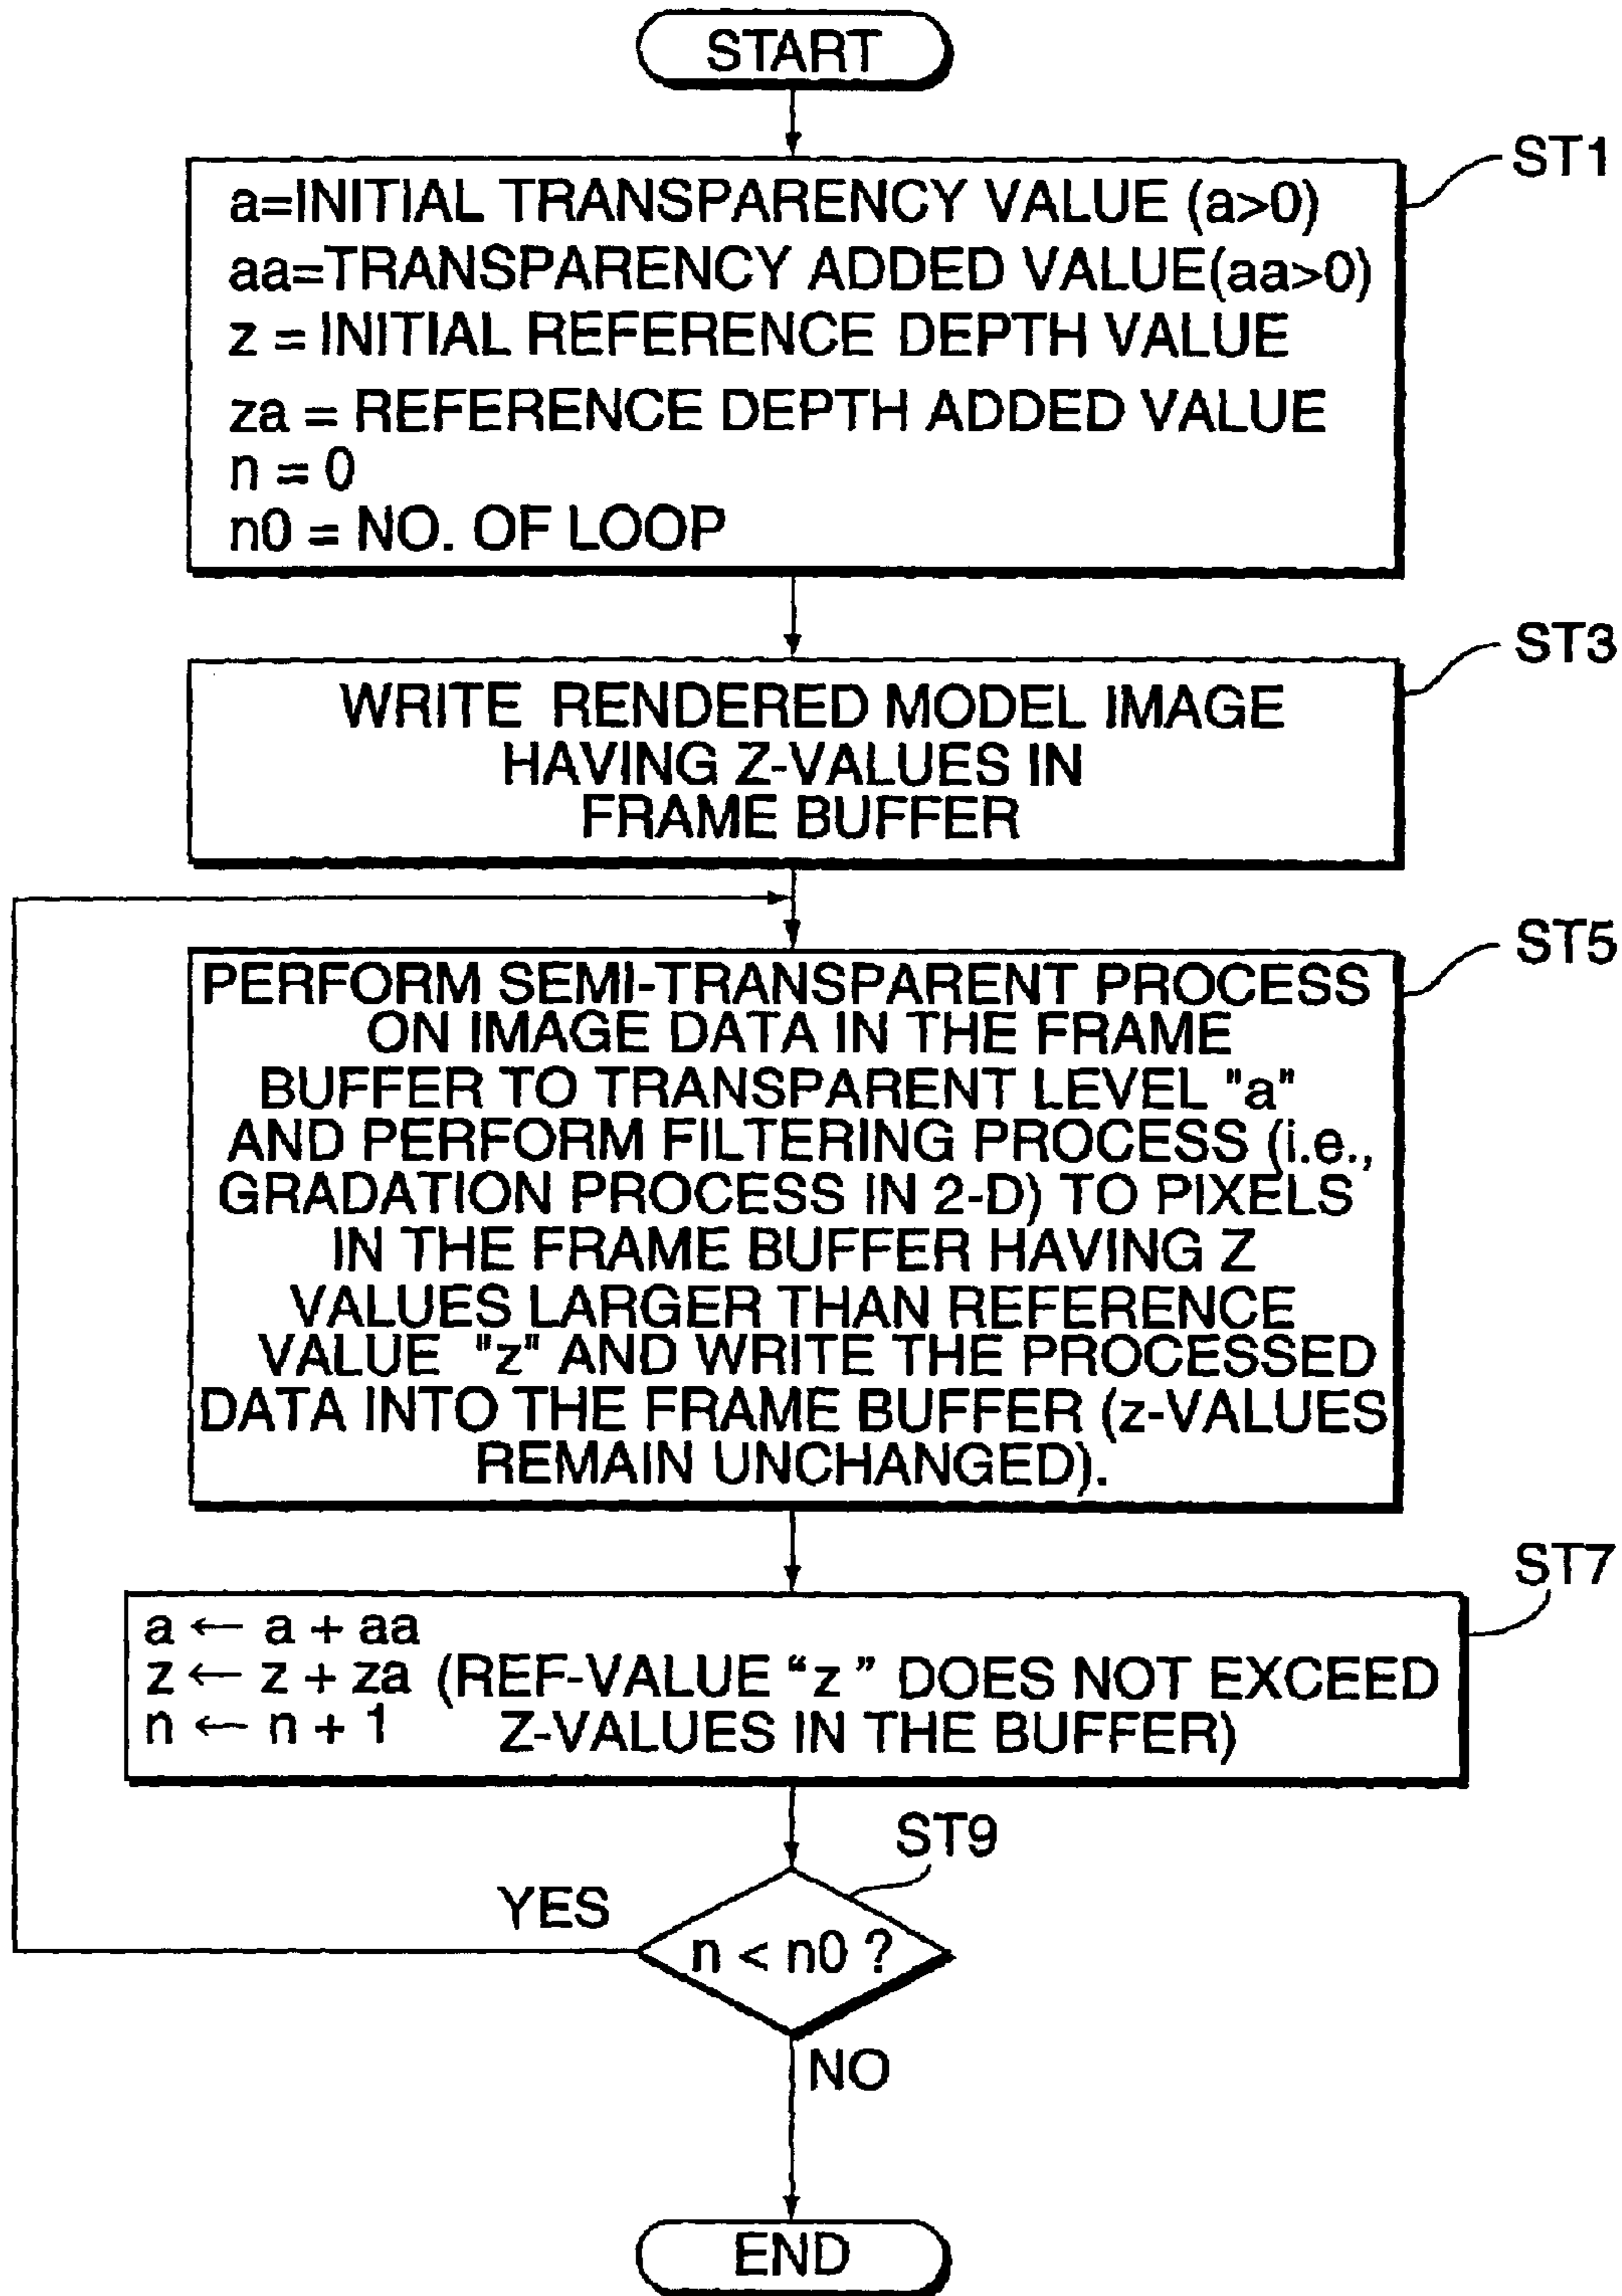 START
ST1
a=INITIAL TRANSPARENCY VALUE (a>0)
aa=TRANSPARENCY ADDED VALUE(aa>0)
z = INITIAL REFERENCE DEPTH VALUE
za = REFERENCE DEPTH ADDED VALUE
n = 0
n0 = NO. OF LOOP
ST3
WRITE RENDERED MODEL IMAGE
HAVING Z-VALUES IN
FRAME BUFFER
ST5
PERFORM SEMI-TRANSPARENT PROCESS
ON IMAGE DATA IN THE FRAME
BUFFER TO TRANSPARENT LEVEL "a"
AND PERFORM FILTERING PROCESS (i.e.,
GRADATION PROCESS IN 2-D) TO PIXELS
IN THE FRAME BUFFER HAVING Z
VALUES LARGER THAN REFERENCE
VALUE "z" AND WRITE THE PROCESSED
DATA INTO THE FRAME BUFFER (z-VALUES
REMAIN UNCHANGED).
ST7
a ← a + aa
z ← z + za (REF-VALUE “z ” DOES NOT EXCEED
n ← n + 1 Z-VALUES IN THE BUFFER)
ST9
YES
n < n0 ?
NO
END